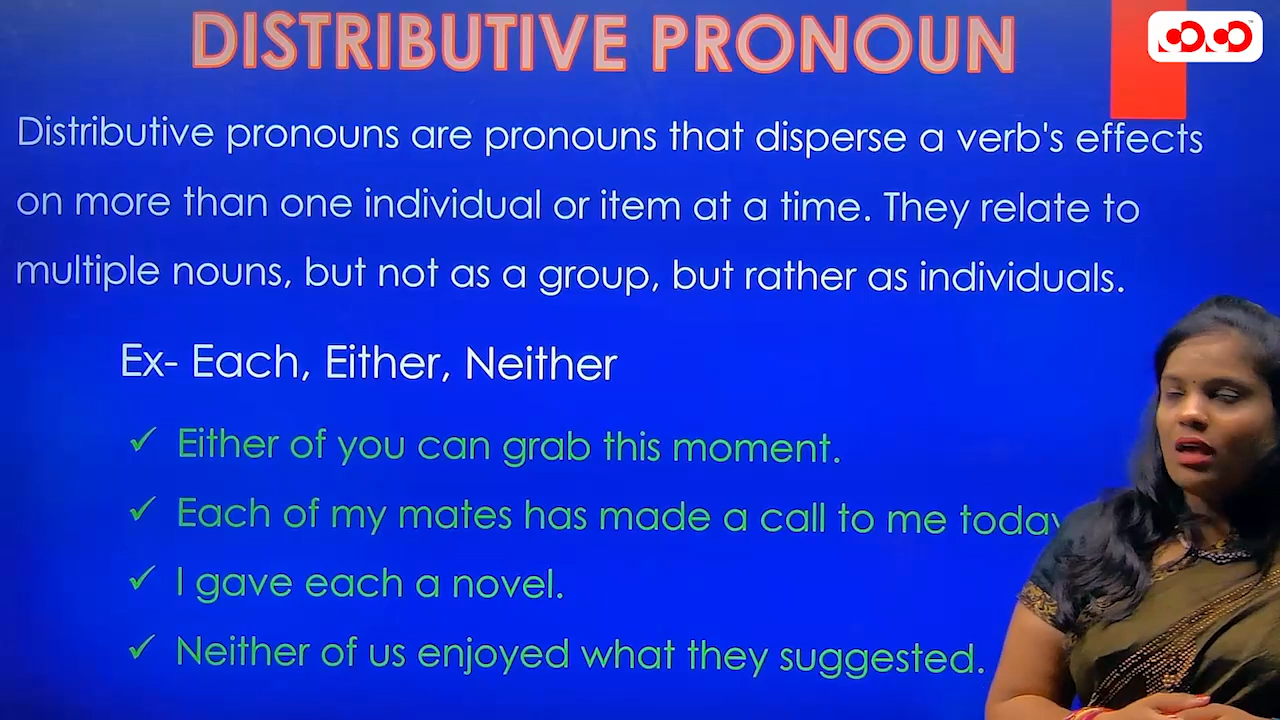 DISTRIBUTIVE PRONOUN
Distributive pronouns are pronouns that disperse a verb's effects
on more than one individual or item at a time. They relate to
multiple nouns, but not as a group, but rather as individuals.
Ex- Each, Either, Neither
✓ Either of you can grab this moment.
✓ Each of my mates has made a call to me today
✓ I gave each a novel.
✓ Neither of us enjoyed what they suggested.